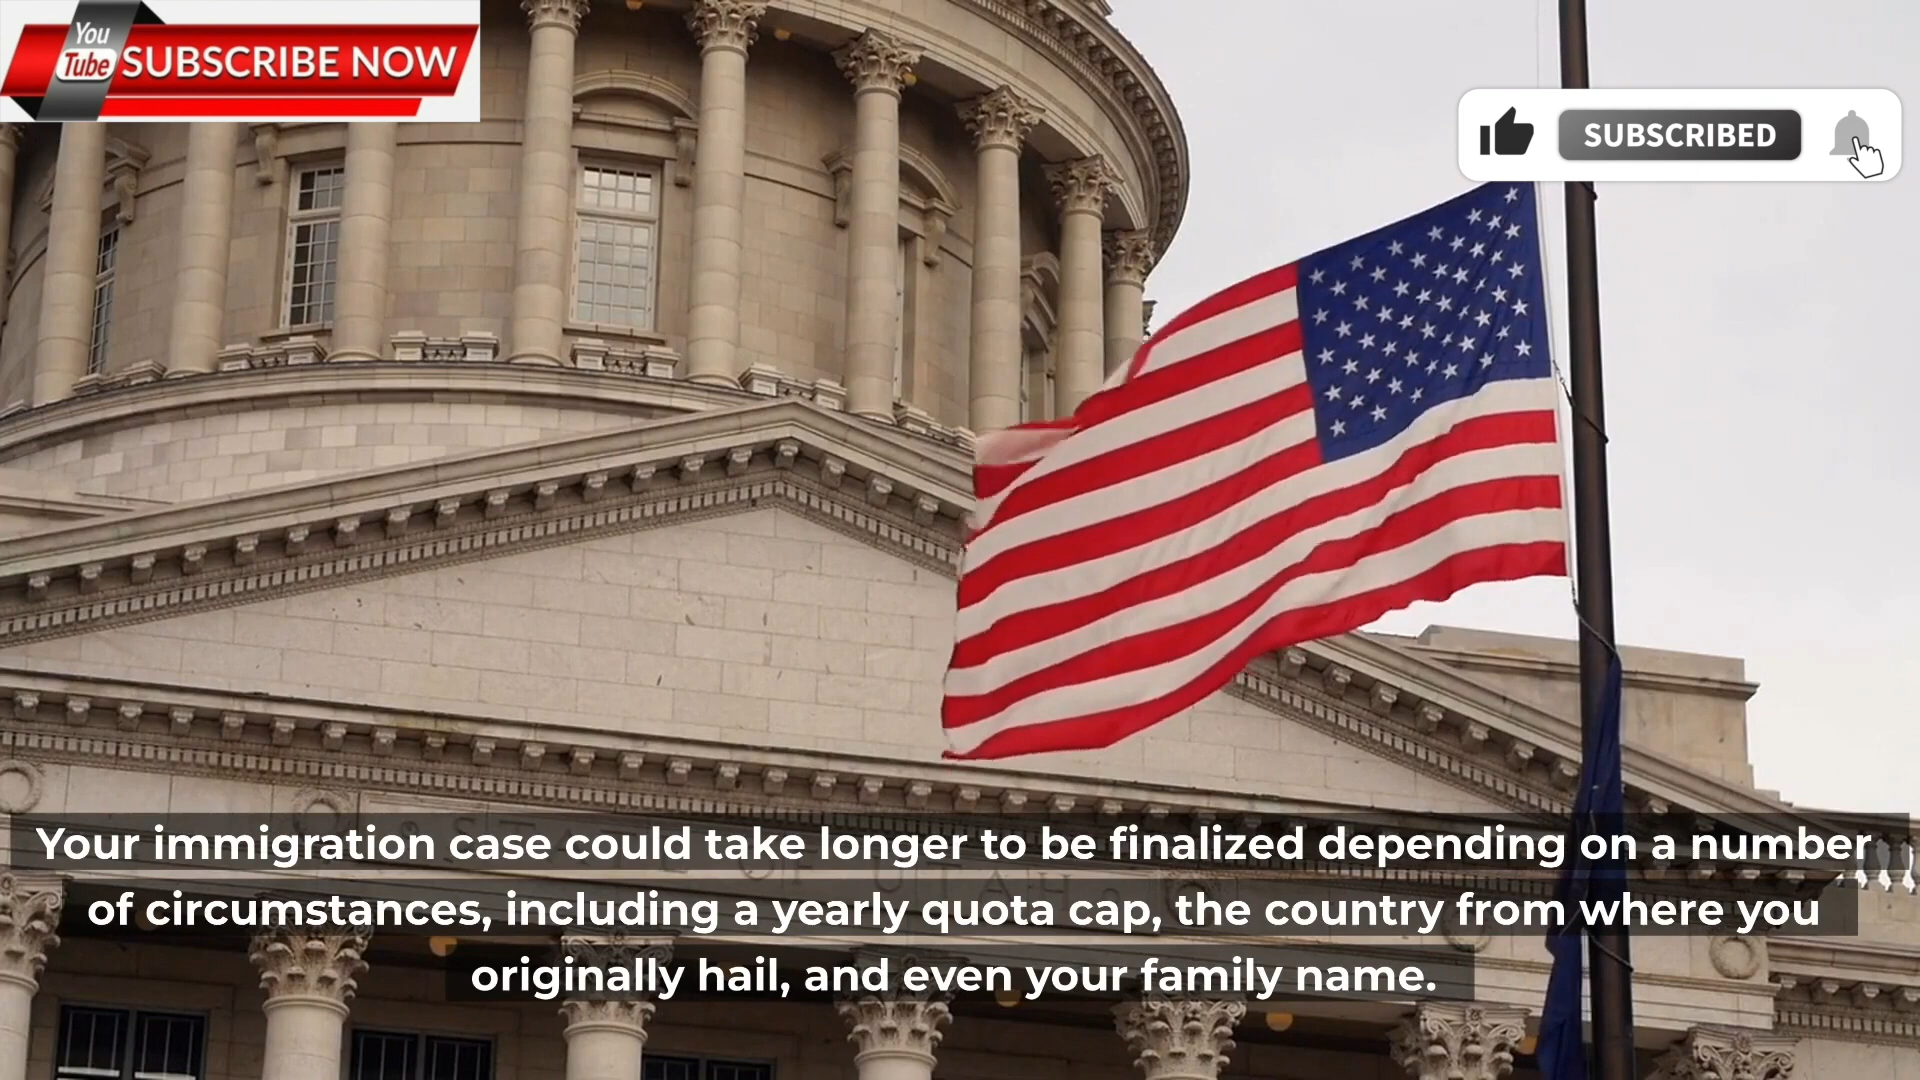 You
Tube
SUBSCRIBE NOW
SUBSCRIBED
Your immigration case could take longer to be finalized depending on a number
of circumstances, including a yearly quota cap, the country from where you
originally hail, and even your family name.